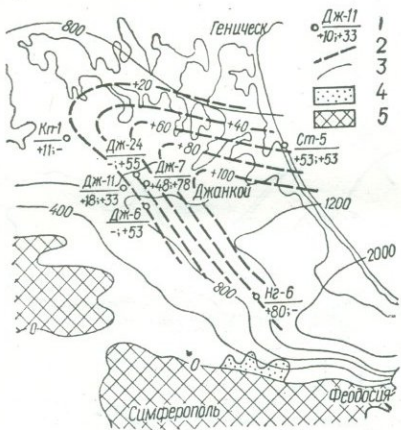 800
Геническ
Дж-11
+10;+33
1
2
3
4
5
+20
+60
+40
+80
+100
Кп-1
+11;-
Дж-24
-;+55
Дж-7
+48;+78
Дж-11
+18;+33
Дж-6
-;+53
Джанкой
Ст-5
+53;+53
400
1200
2000
800
Нг-6
+80;-
0
0
Симферополь
Феодосия